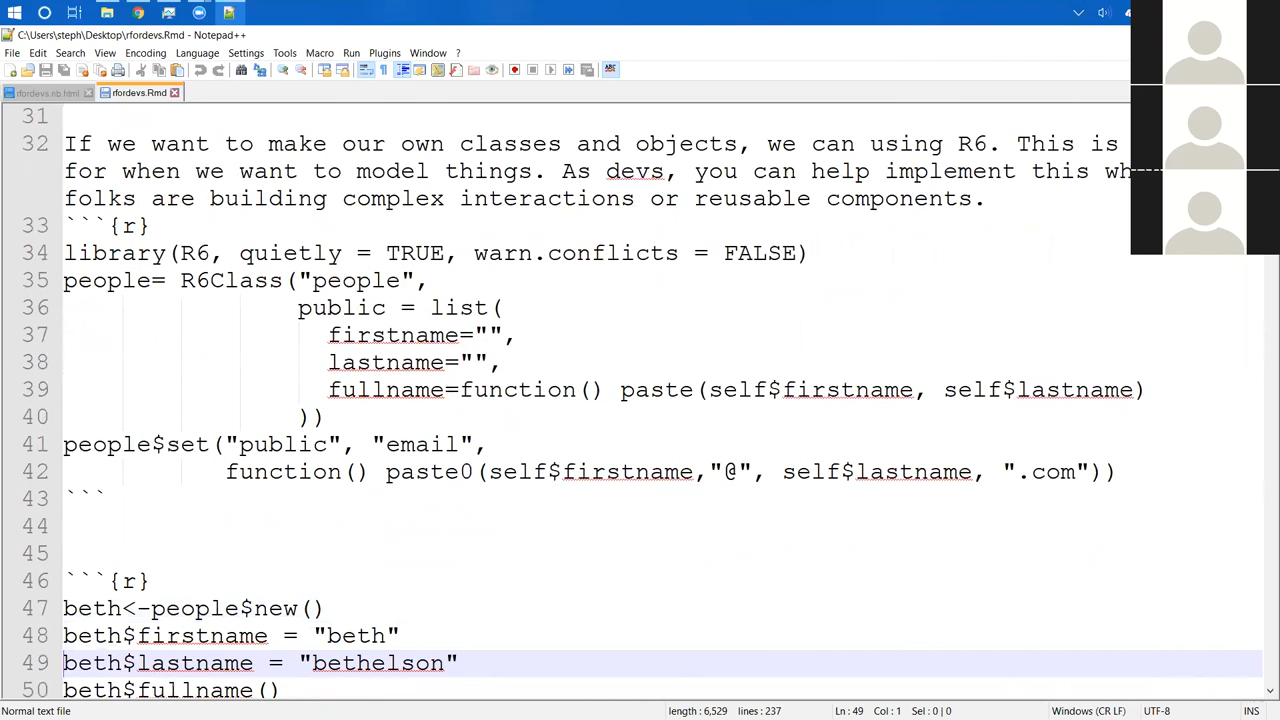 C:\Users\steph\Desktop\rfordevs.Rmd - Notepad++
File Edit Search View Encoding Language Settings Tools Macro Run Plugins Window ?
rfordevs.nb.html rfordevs.Rmd
31
32 If we want to make our own classes and objects, we can using R6. This is
for when we want to model things. As devs, you can help implement this
folks are building complex interactions or reusable components.
33 ```{r}
34 library(R6, quietly = TRUE, warn.conflicts = FALSE)
35 people= R6Class("people",
36 public = list(
37 firstname="",
38 lastname="",
39 fullname=function() paste(self$firstname, self$lastname)
40 ))
41 people$set("public", "email",
42 function() paste0(self$firstname,"@", self$lastname, ".com"))
43 ```
44
45
46 ```{r}
47 beth<-people$new()
48 beth$firstname = "beth"
49 beth$lastname = "bethelson"
50 beth$fullname()
Normal text file length : 6,529 lines : 237 Ln : 49 Col : 1 Sel : 0 | 0 Windows (CR LF) UTF-8 INS